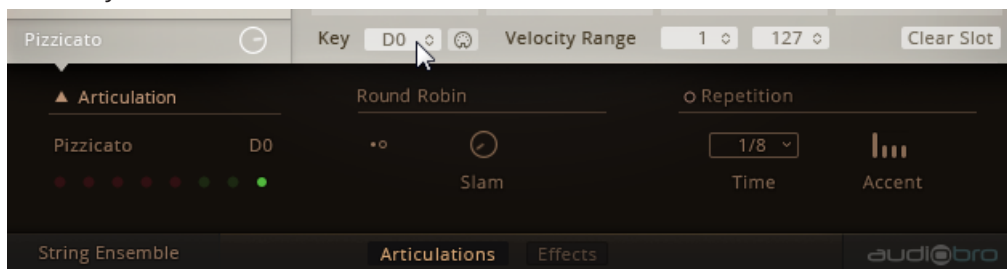 Pizzicato Key D0 Velocity Range 1 127 Clear Slot
Articulation Round Robin Repetition
Pizzicato D0 1/8
Slam Time Accent
String Ensemble Articulations Effects audiobro